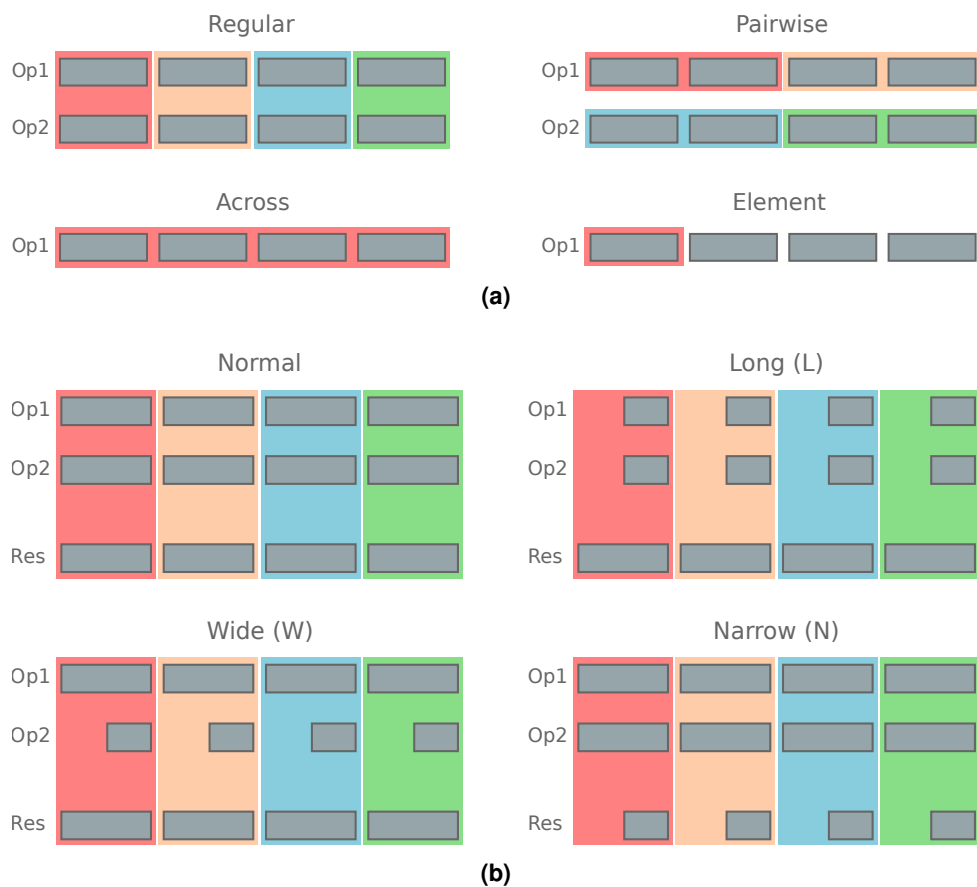 Regular
Pairwise
Op1
Op1
Op2
Op2
Across
Element
Op1
Op1
(a)
Normal
Long (L)
Op1
Op1
Op2
Op2
Res
Res
Wide (W)
Narrow (N)
Op1
Op1
Op2
Op2
Res
Res
(b)